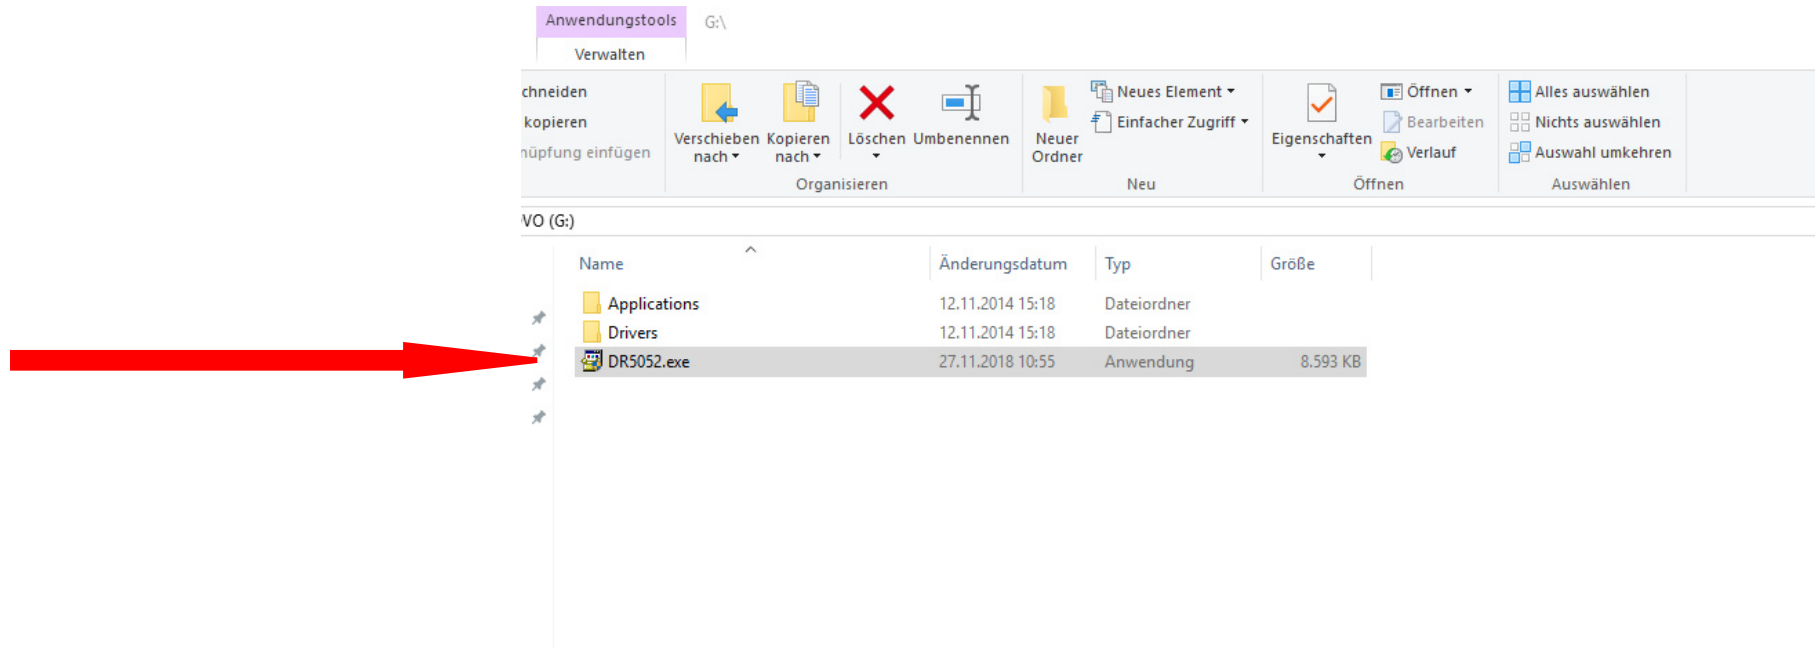 Anwendungstools G:\
Verwalten
chneiden
kopieren
nüpfung einfügen
Verschieben nach
Kopieren nach
Löschen
Umbenennen
Organisieren
Neuer Ordner
Neues Element
Einfacher Zugriff
Neu
Eigenschaften
Öffnen
Bearbeiten
Verlauf
Öffnen
Alles auswählen
Nichts auswählen
Auswahl umkehren
Auswählen
VO (G:)
Name Änderungsdatum Typ Größe
Applications 12.11.2014 15:18 Dateiordner
Drivers 12.11.2014 15:18 Dateiordner
DR5052.exe 27.11.2018 10:55 Anwendung 8.593 KB